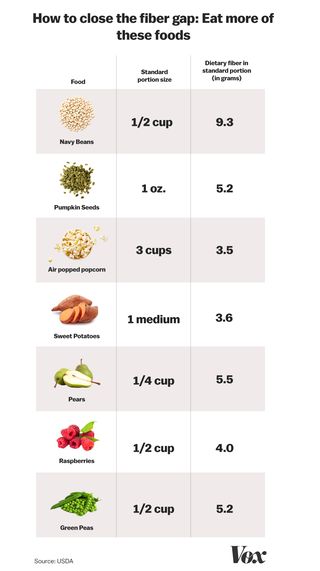 How to close the fiber gap: Eat more of
these foods
Food
Standard
portion size
Dietary fiber in
standard portion
(in grams)
Navy Beans
1/2 cup
9.3
Pumpkin Seeds
1 oz.
5.2
Air popped popcorn
3 cups
3.5
Sweet Potatoes
1 medium
3.6
Pears
1/4 cup
5.5
Raspberries
1/2 cup
4.0
Green Peas
1/2 cup
5.2
Source: USDA
Vox